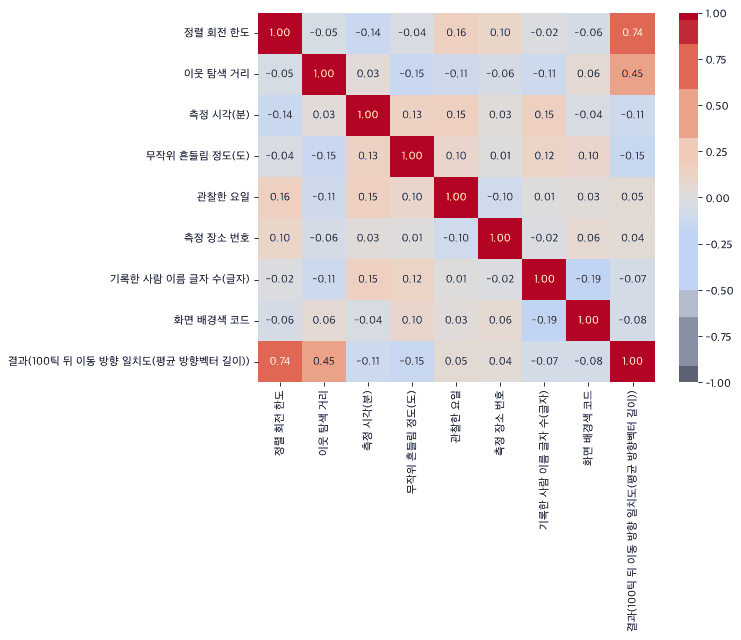 정렬 회전 한도 1.00 −0.05 −0.14 −0.04 0.16 0.10 −0.02 −0.06 0.74
이웃 탐색 거리 −0.05 1.00 0.03 −0.15 −0.11 −0.06 −0.11 0.06 0.45
측정 시각(분) −0.14 0.03 1.00 0.13 0.15 0.03 0.15 −0.04 −0.11
무작위 흔들림 정도(도) −0.04 −0.15 0.13 1.00 0.10 0.01 0.12 0.10 −0.15
관찰한 요일 0.16 −0.11 0.15 0.10 1.00 −0.10 0.01 0.03 0.05
측정 장소 번호 0.10 −0.06 0.03 0.01 −0.10 1.00 −0.02 0.06 0.04
기록한 사람 이름 글자 수(글자) −0.02 −0.11 0.15 0.12 0.01 −0.02 1.00 −0.19 −0.07
화면 배경색 코드 −0.06 0.06 −0.04 0.10 0.03 0.06 −0.19 1.00 −0.08
결과(100틱 뒤 이동 방향 일치도(평균 방향벡터 길이)) 0.74 0.45 −0.11 −0.15 0.05 0.04 −0.07 −0.08 1.00
정렬 회전 한도
이웃 탐색 거리
측정 시각(분)
무작위 흔들림 정도(도)
관찰한 요일
측정 장소 번호
기록한 사람 이름 글자 수(글자)
화면 배경색 코드
결과(100틱 뒤 이동 방향 일치도(평균 방향벡터 길이))
1.00
0.75
0.50
0.25
0.00
−0.25
−0.50
−0.75
−1.00